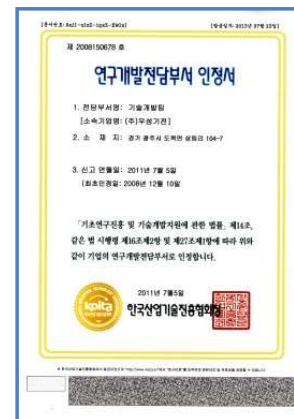 제 2008150678 호
연구개발전담부서 인정서
1. 전담부서명: 기술개발팀
[소속기업명: (주)우성기전]
2. 소 재 지: 경기 광주시 도척면 상림리 164-7
3. 신고 연월일: 2011년 7월 5일
(최초인정일: 2008년 12월 10일
「기초연구진흥 및 기술개발지원에 관한 법률」 제14조,
같은 법 시행령 제16조제2항 및 제27조제1항에 따라 위와
같이 기업의 연구개발전담부서로 인정합니다.
2011년 7월5일
koita
한국산업기술진흥협회장